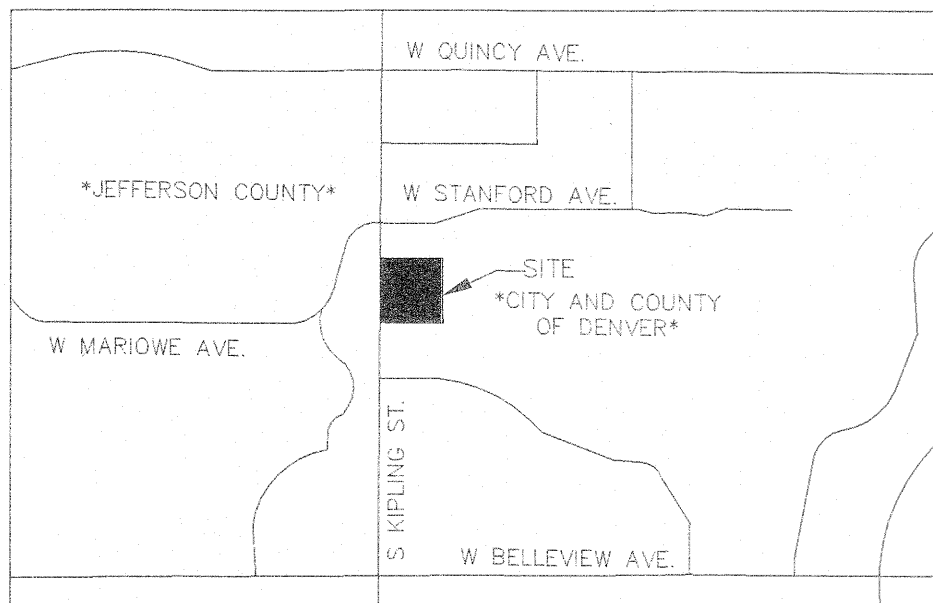 W QUINCY AVE.
*JEFFERSON COUNTY*
W STANFORD AVE.
SITE
*CITY AND COUNTY
OF DENVER*
W MARIOWE AVE.
S KIPLING ST.
W BELLEVIEW AVE.